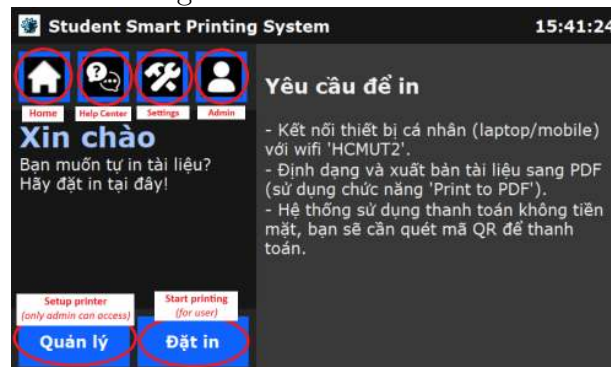 Student Smart Printing System
15:41:24
Home
Help Center
Settings
Admin
Xin chào
Bạn muốn tự in tài liệu?
Hãy đặt in tại đây!
Setup printer
(only admin can access)
Start printing
(for user)
Quản lý
Đặt in
Yêu cầu để in
- Kết nối thiết bị cá nhân (laptop/mobile)
với wifi 'HCMUT2'.
- Định dạng và xuất bản tài liệu sang PDF
(sử dụng chức năng 'Print to PDF').
- Hệ thống sử dụng thanh toán không tiền
mặt, bạn sẽ cần quét mã QR để thanh
toán.